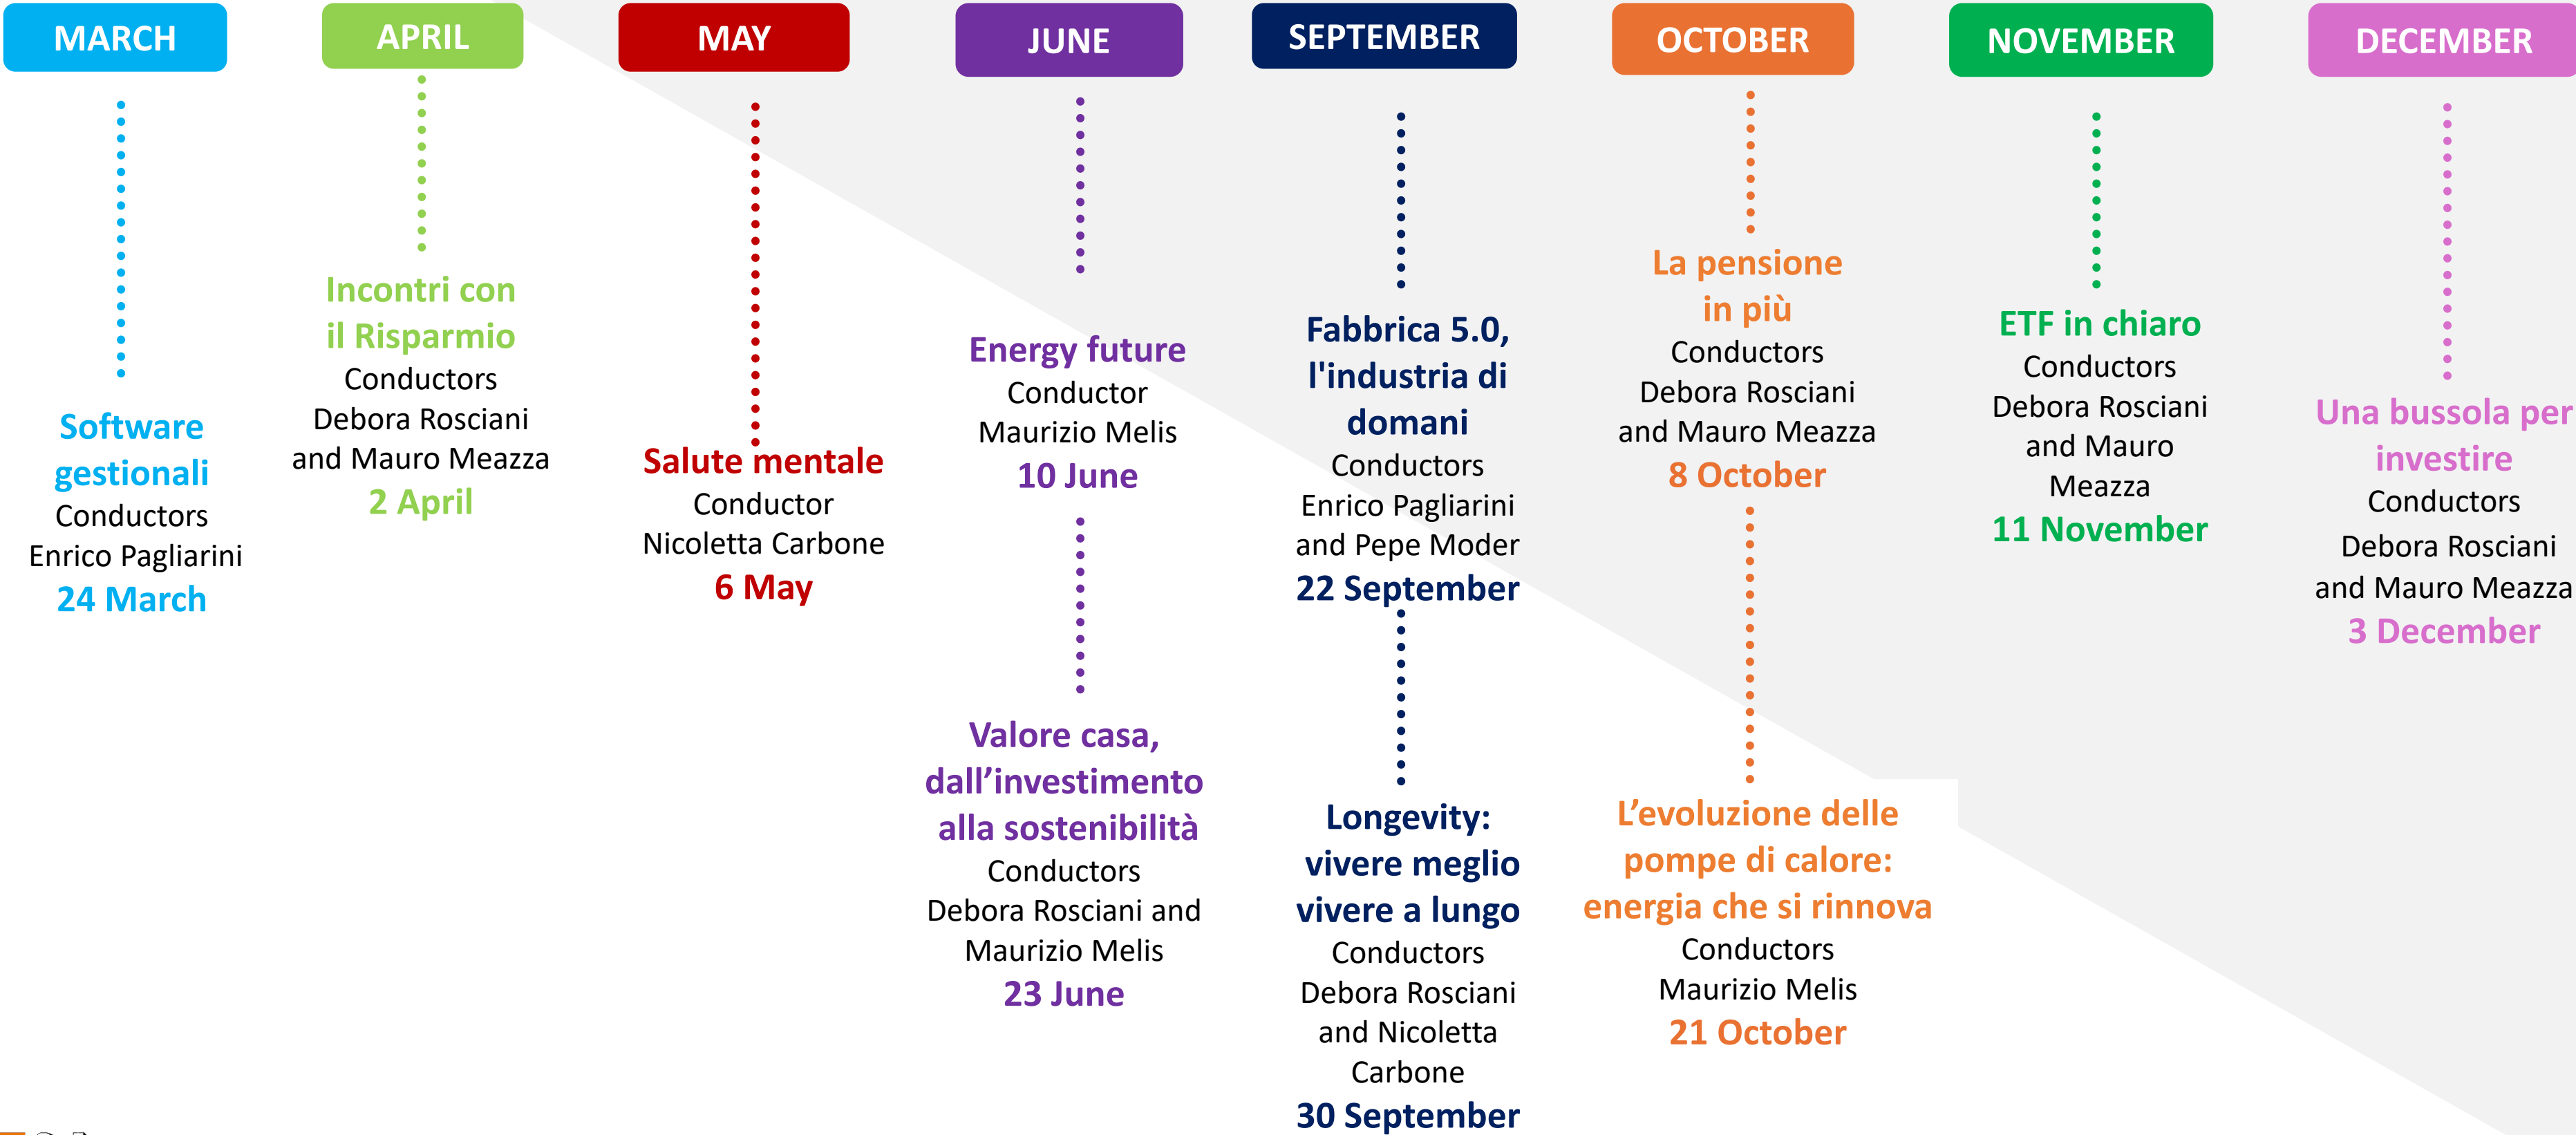 MARCH
Software
gestionali
Conductors
Enrico Pagliarini
24 March
APRIL
Incontri con
il Risparmio
Conductors
Debora Rosciani
and Mauro Meazza
2 April
MAY
Salute mentale
Conductor
Nicoletta Carbone
6 May
JUNE
Energy future
Conductor
Maurizio Melis
10 June
Valore casa,
dall’investimento
alla sostenibilità
Conductors
Debora Rosciani and
Maurizio Melis
23 June
SEPTEMBER
Fabbrica 5.0,
l'industria di
domani
Conductors
Enrico Pagliarini
and Pepe Moder
22 September
Longevity:
vivere meglio
vivere a lungo
Conductors
Debora Rosciani
and Nicoletta
Carbone
30 September
OCTOBER
La pensione
in più
Conductors
Debora Rosciani
and Mauro Meazza
8 October
L’evoluzione delle
pompe di calore:
energia che si rinnova
Conductors
Maurizio Melis
21 October
NOVEMBER
ETF in chiaro
Conductors
Debora Rosciani
and Mauro
Meazza
11 November
DECEMBER
Una bussola per
investire
Conductors
Debora Rosciani
and Mauro Meazza
3 December